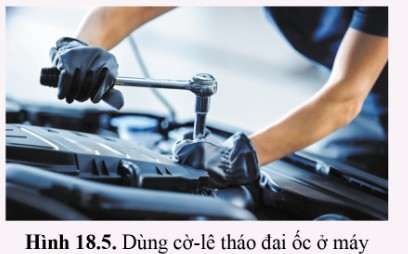 Hình 18.5. Dùng cờ-lê tháo đai ốc ở máy